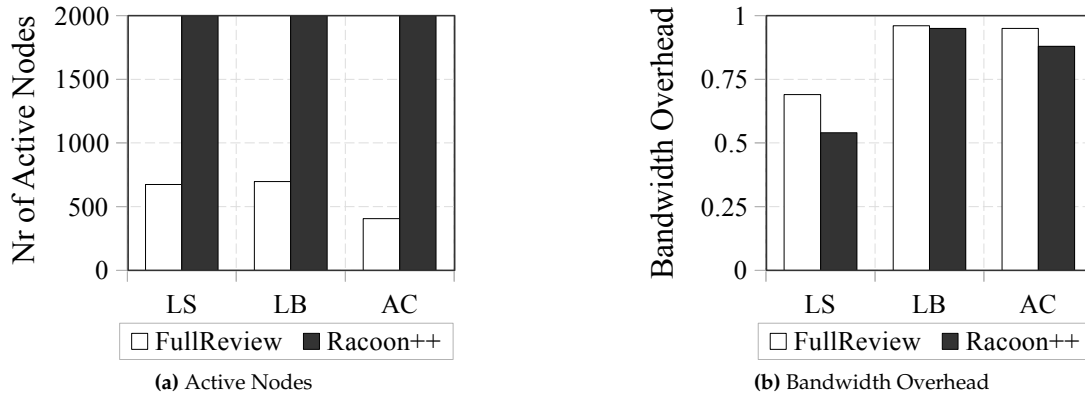 Nr of Active Nodes
2000
1500
1000
500
0
LS LB AC
FullReview Racoon++
(a) Active Nodes
Bandwidth Overhead
1
0.75
0.5
0.25
0
LS LB AC
FullReview Racoon++
(b) Bandwidth Overhead